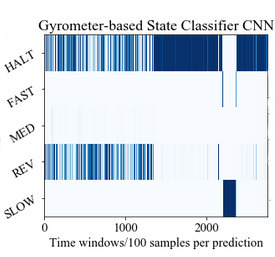 Gyrometer-based State Classifier CNN
HALT
FAST
MED
REV
SLOW
0 1000 2000
Time windows/100 samples per prediction